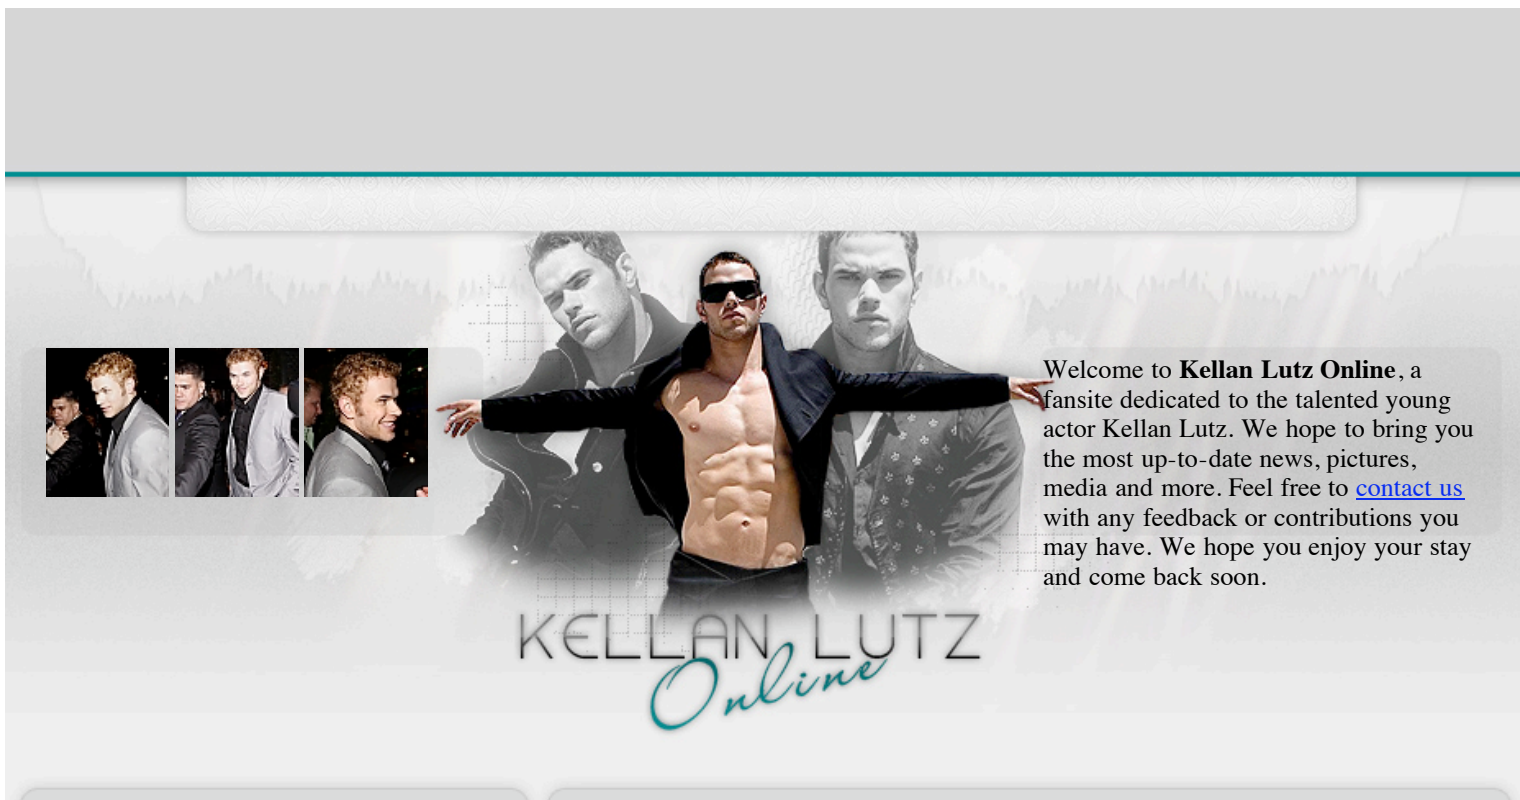 Welcome to Kellan Lutz Online, a
fansite dedicated to the talented young
actor Kellan Lutz. We hope to bring you
the most up-to-date news, pictures,
media and more. Feel free to contact us
with any feedback or contributions you
may have. We hope you enjoy your stay
and come back soon.
KELLAN LUTZ
Online